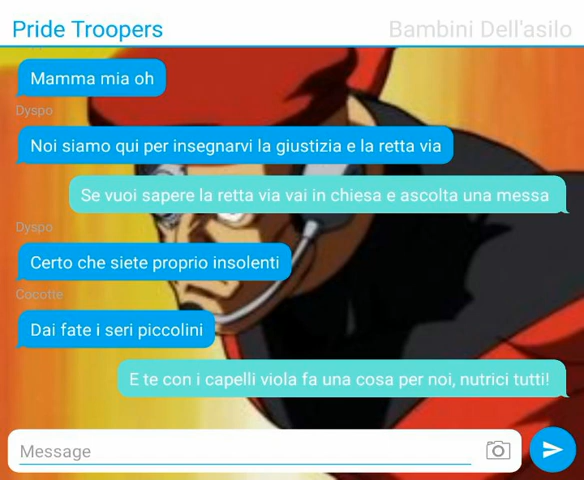 Pride Troopers
Bambini Dell'asilo
Mamma mia oh
Dyspo
Noi siamo qui per insegnarvi la giustizia e la retta via
Se vuoi sapere la retta via vai in chiesa e ascolta una messa
Dyspo
Certo che siete proprio insolenti
Cocotte
Dai fate i seri piccolini
E te con i capelli viola fa una cosa per noi, nutrici tutti!
Message